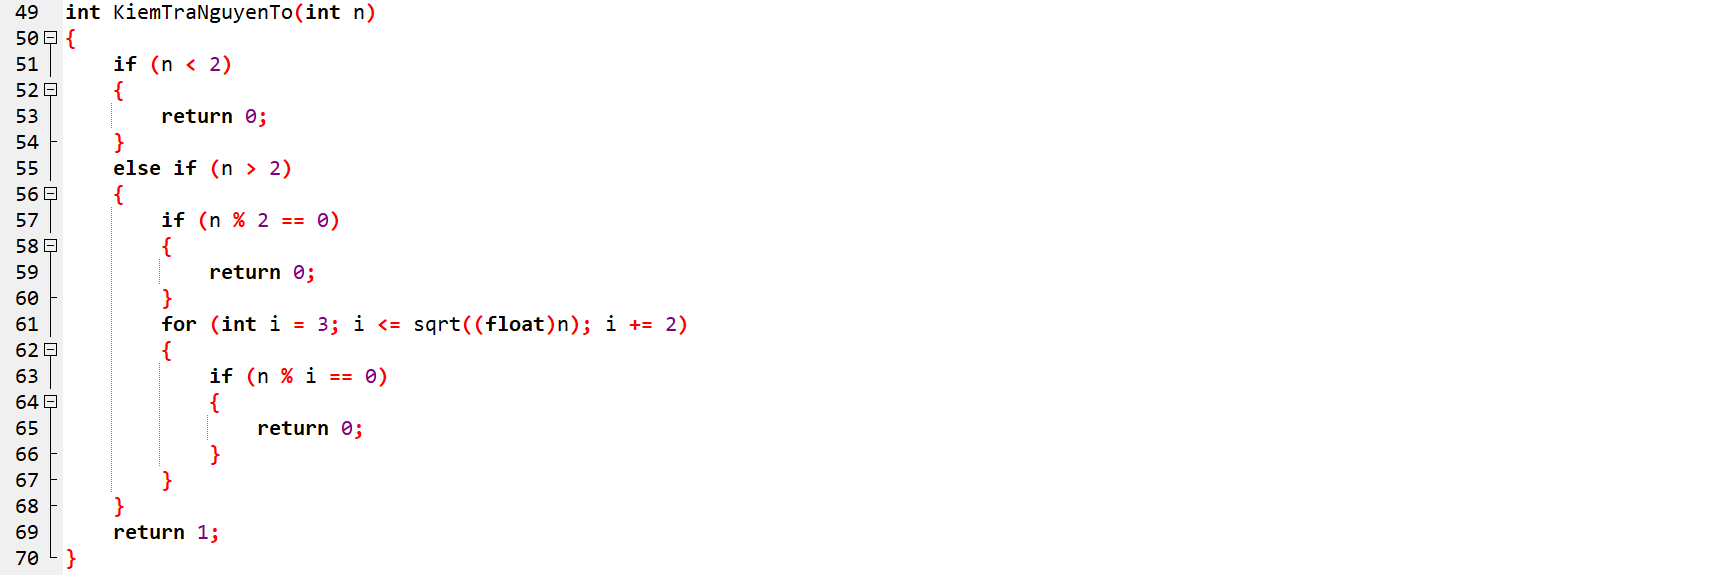 49 int KiemTraNguyenTo(int n)
50 {
51     if (n < 2)
52     {
53         return 0;
54     }
55     else if (n > 2)
56     {
57         if (n % 2 == 0)
58         {
59             return 0;
60         }
61         for (int i = 3; i <= sqrt((float)n); i += 2)
62         {
63             if (n % i == 0)
64             {
65                 return 0;
66             }
67         }
68     }
69     return 1;
70 }